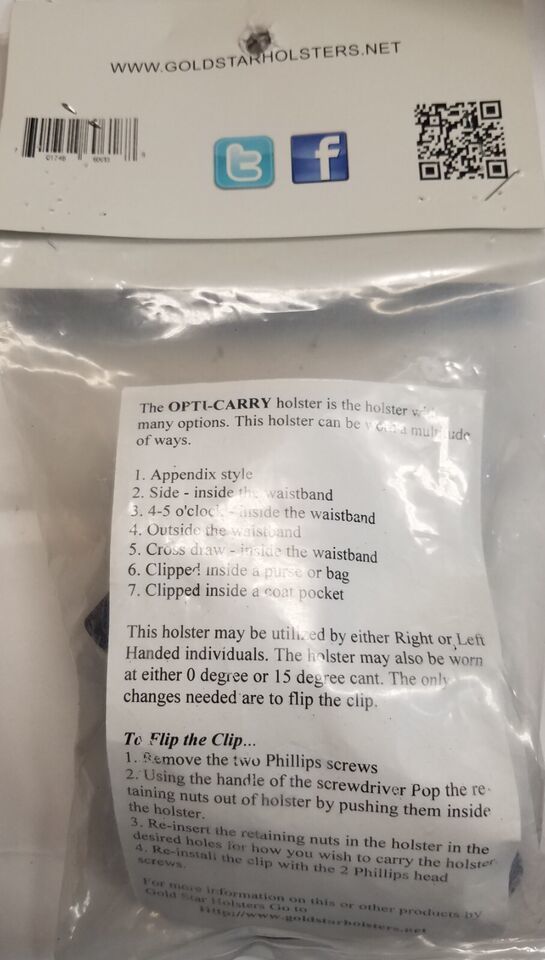 WWW.GOLDSTARHOLSTERS.NET
The OPTI-CARRY holster is the holster
many options. This holster can be a multitude
of ways.
1. Appendix style
2. Side - inside the waistband
3. 4-5 o'clock - inside the waistband
4. Outside the waistband
5. Cross draw - inside the waistband
6. Clipped inside a purse or bag
7. Clipped inside a coat pocket
This holster may be utilized by either Right or Left
Handed individuals. The holster may also be worn
at either 0 degree or 15 degree cant. The only
changes needed are to flip the clip.
To Flip the Clip...
1. Remove the two Phillips screws
2. Using the handle of the screwdriver Pop the re-
taining nuts out of holster by pushing them inside
the holster.
3. Re-insert the retaining nuts in the holster in the
desired holes for how you wish to carry the holster.
4. Re-install the clip with the 2 Phillips head
screws.
For more information on this or other products by
Gold Star Holsters Go to
Http://www.goldstarholsters.net